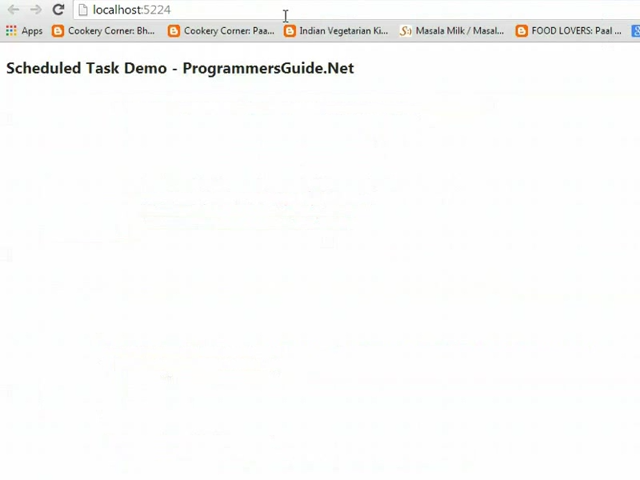 localhost:5224
Apps Cookery Corner: Bh... Cookery Corner: Paa... Indian Vegetarian Ki... Masala Milk / Masal... FOOD LOVERS: Paal ...
Scheduled Task Demo - ProgrammersGuide.Net